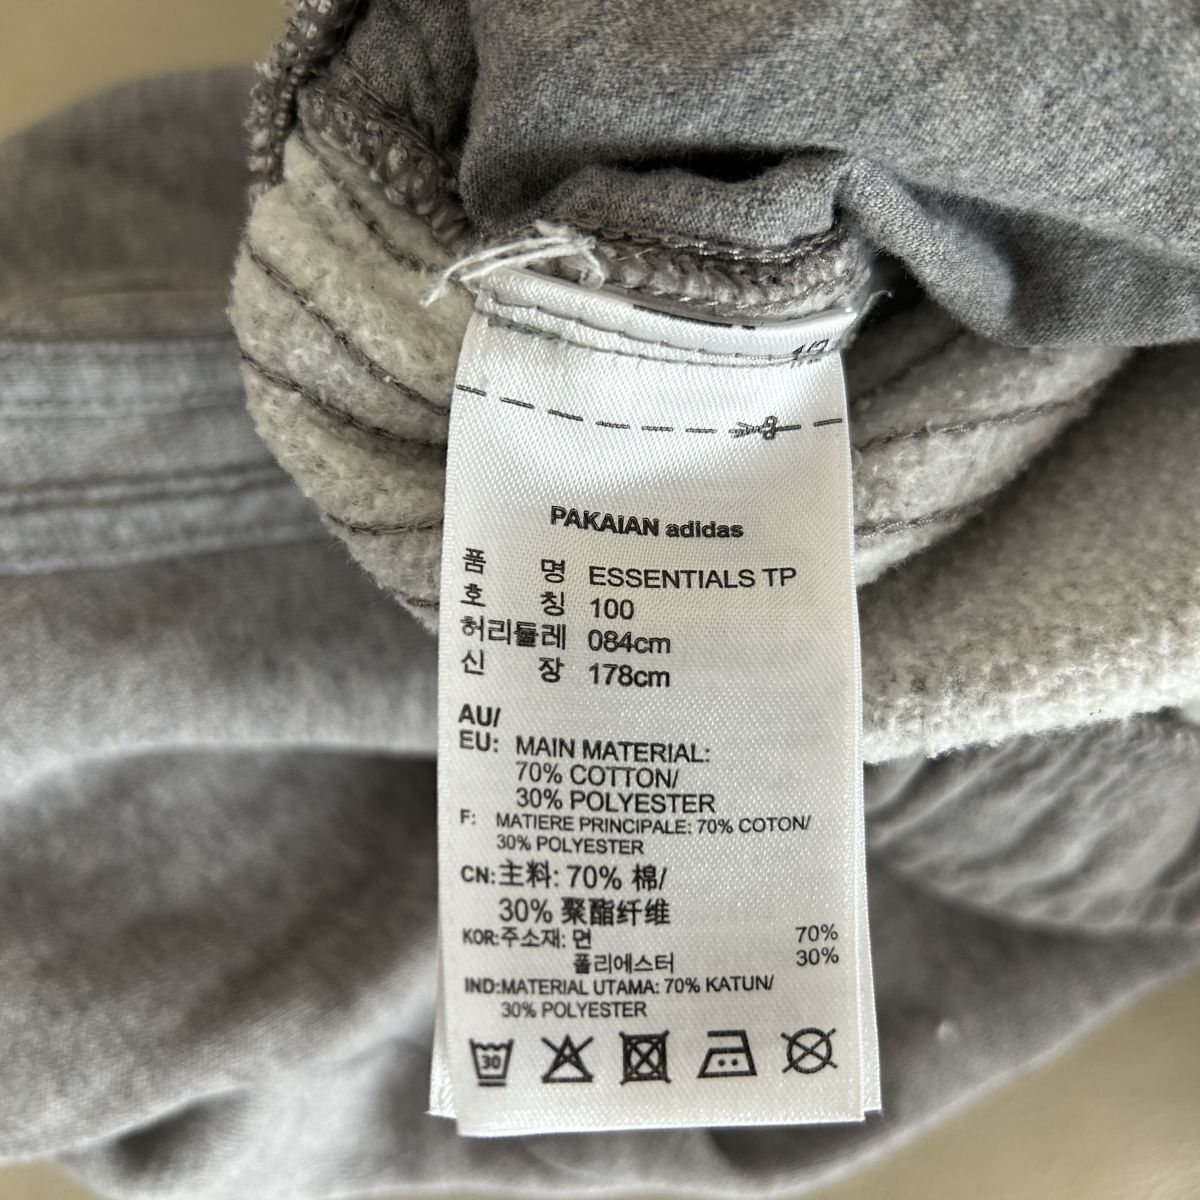 1/2
PAKAIAN adidas
품 명 ESSENTIALS TP
호 칭 100
허리둘레 084cm
신 장 178cm
AU/
EU: MAIN MATERIAL:
70% COTTON/
30% POLYESTER
F: MATIERE PRINCIPALE: 70% COTON/
30% POLYESTER
CN: 主料: 70% 棉/
30% 聚酯纤维
KOR: 주소재: 면 70%
폴리에스터 30%
IND: MATERIAL UTAMA: 70% KATUN/
30% POLYESTER
30